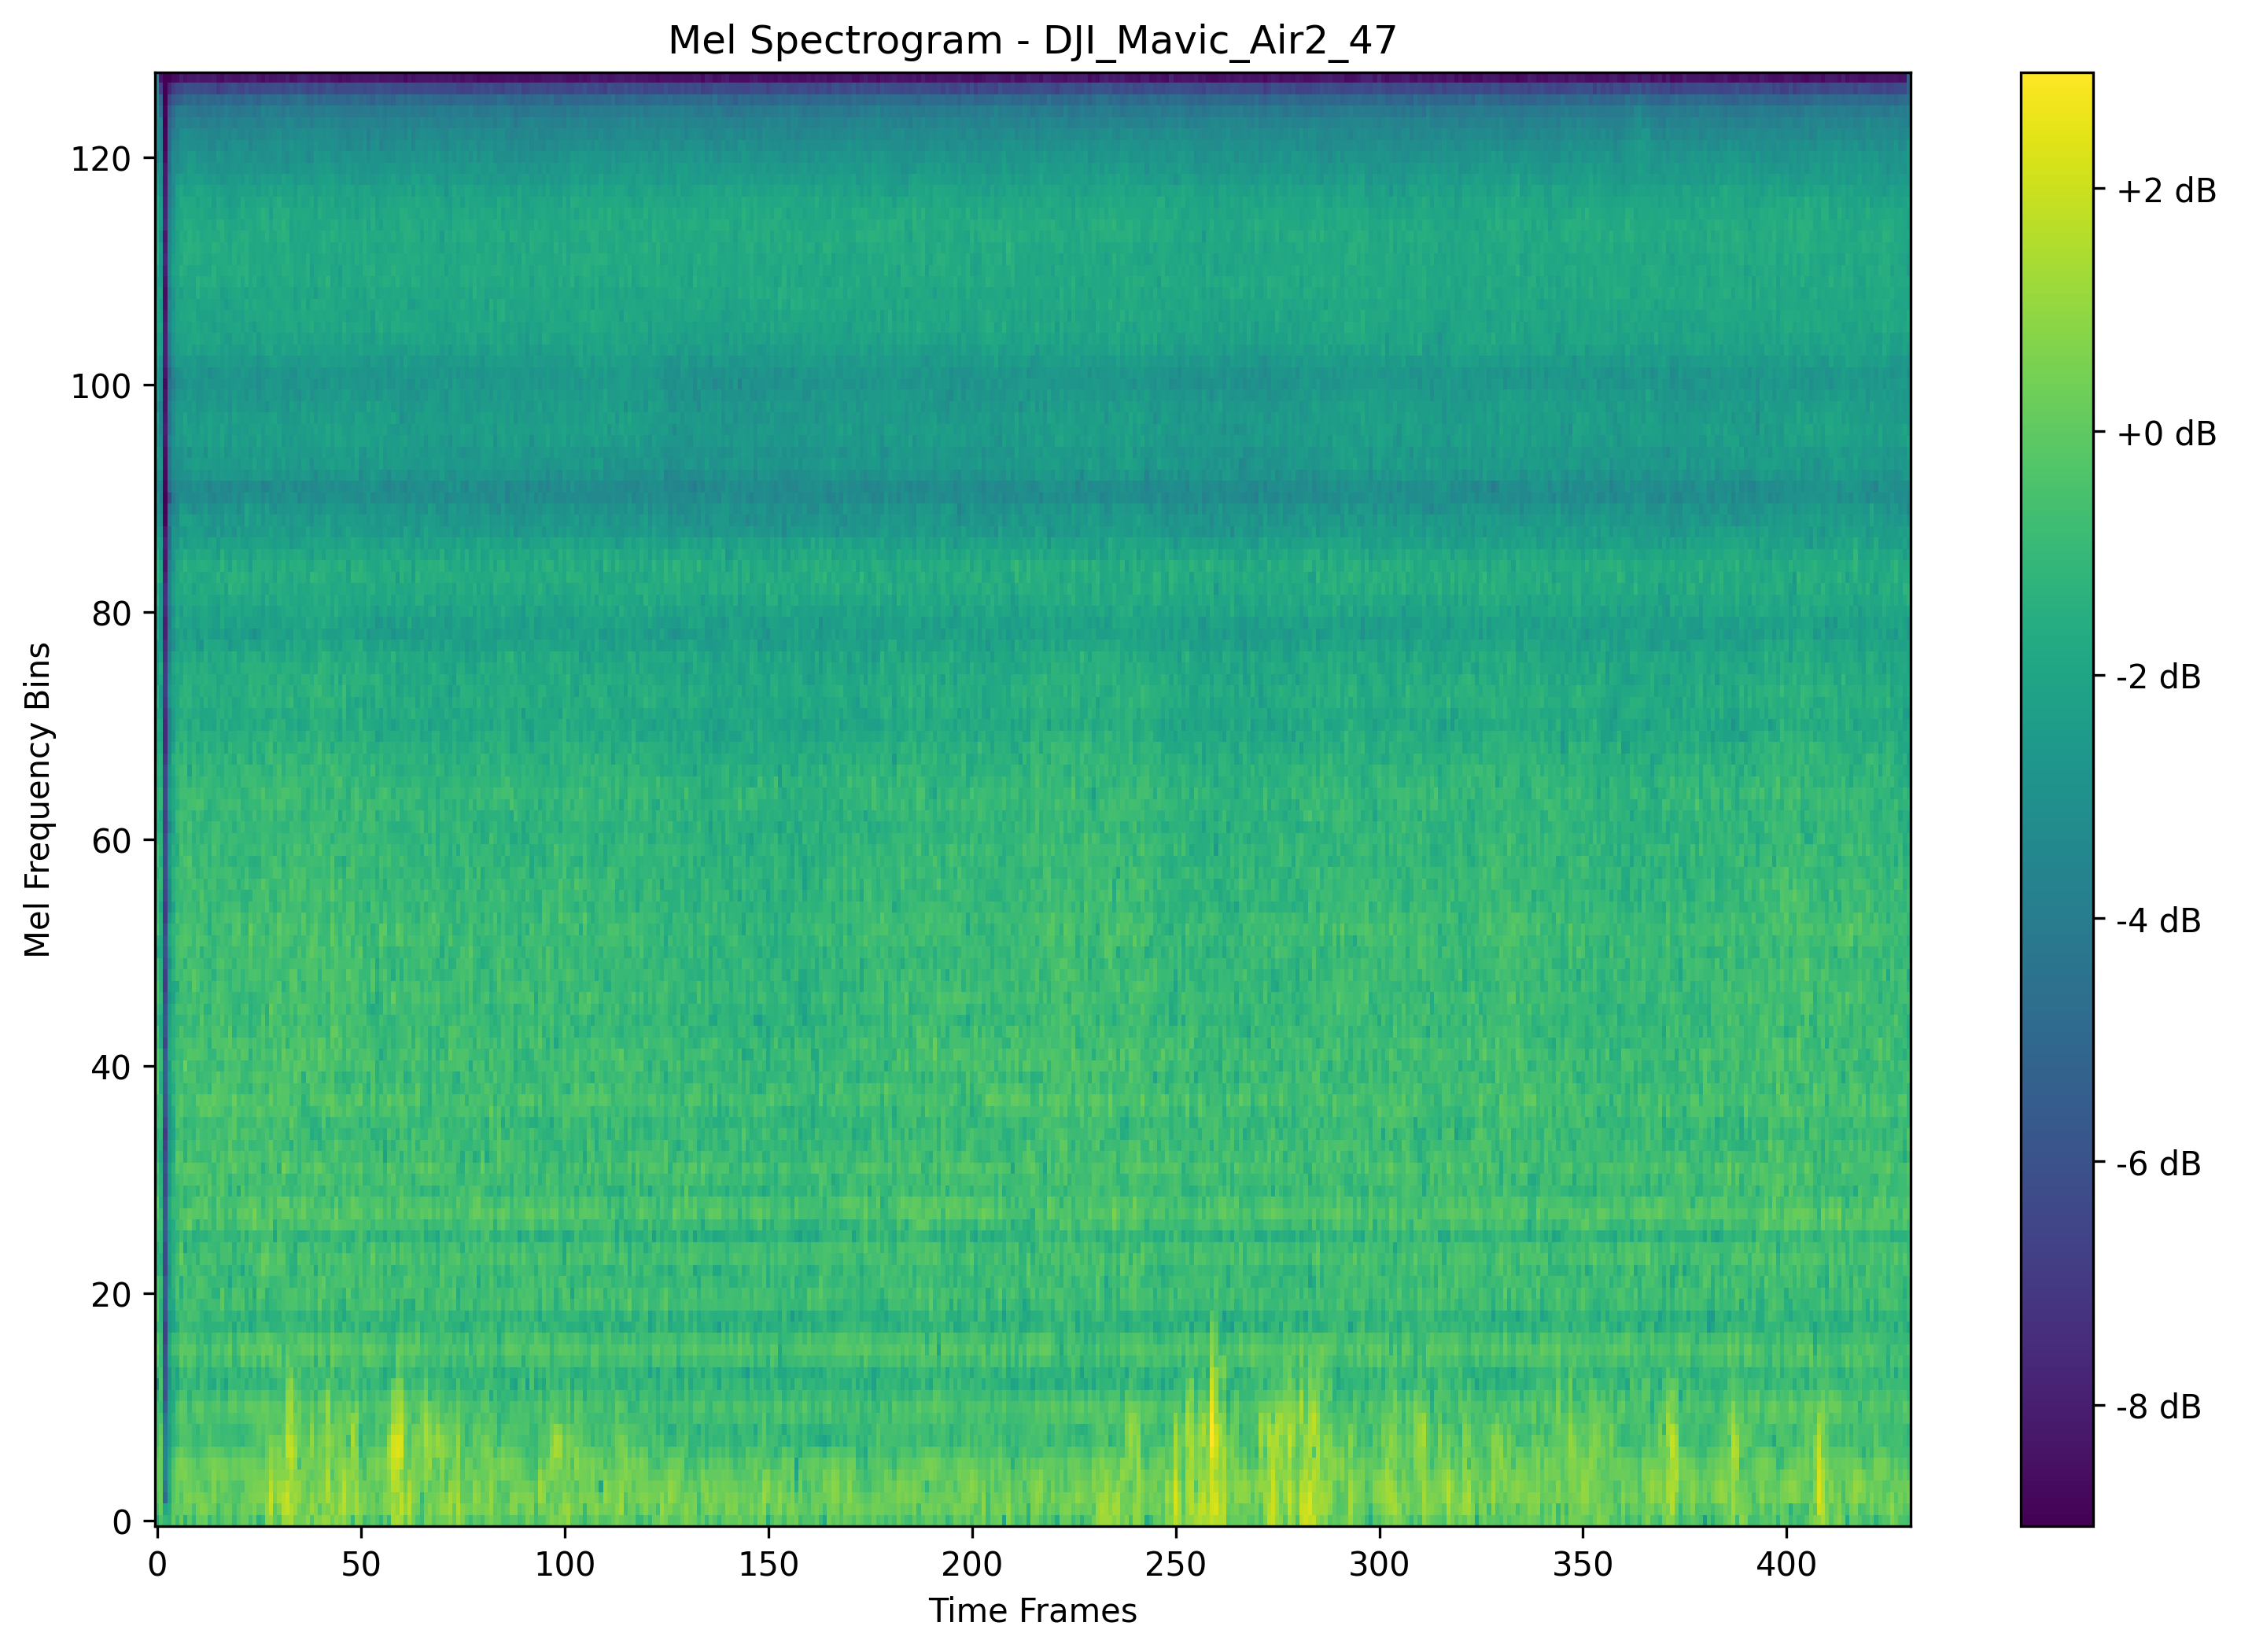 Mel Spectrogram - DJI_Mavic_Air2_47
Mel Frequency Bins
120
100
80
60
40
20
0
0 50 100 150 200 250 300 350 400
Time Frames
+2 dB
+0 dB
-2 dB
-4 dB
-6 dB
-8 dB